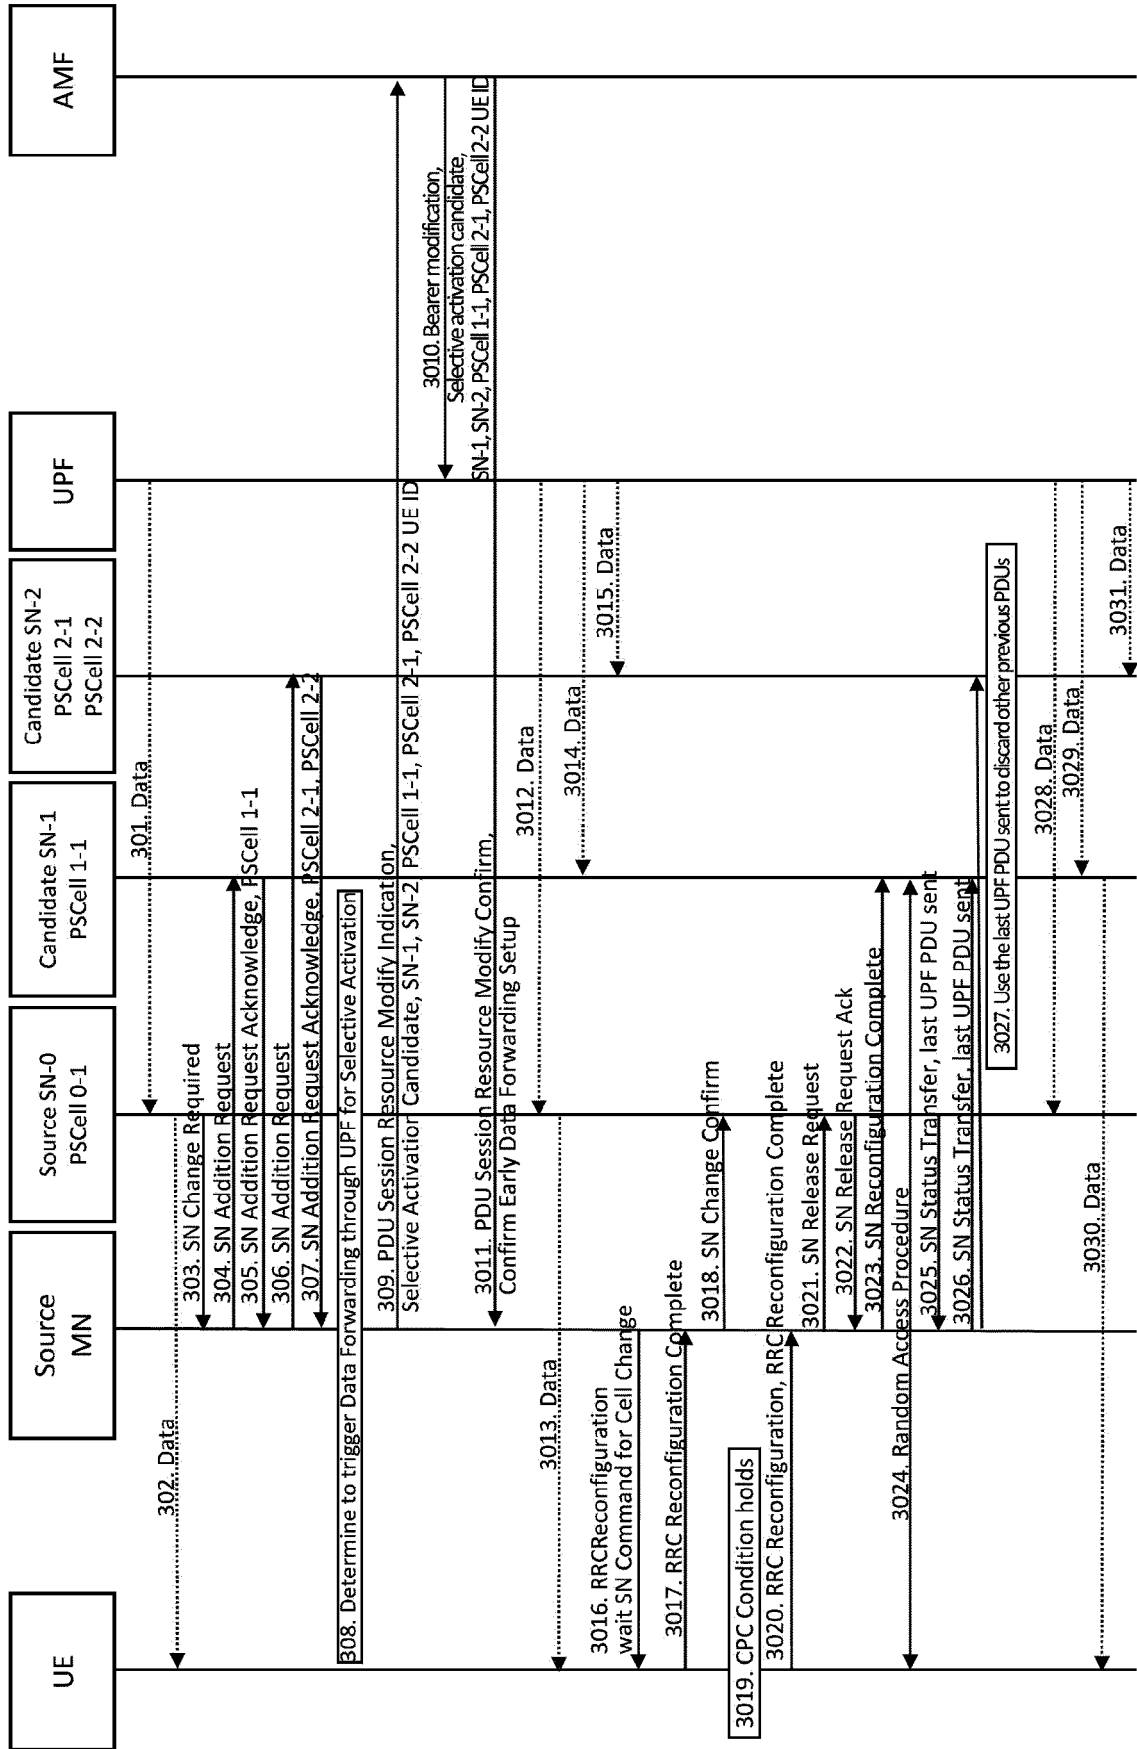 UE
Source
MN
Source SN-0
PSCell 0-1
Candidate SN-1
PSCell 1-1
Candidate SN-2
PSCell 2-1
PSCell 2-2
UPF
AMF
301. Data
302. Data
303. SN Change Required
304. SN Addition Request
305. SN Addition Request Acknowledge, PSCell 1-1
306. SN Addition Request
307. SN Addition Request Acknowledge, PSCell 2-1, PSCell 2-2
308. Determine to trigger Data Forwarding through UPF for Selective Activation
309. PDU Session Resource Modify Indication,
Selective Activation Candidate, SN-1, SN-2, PSCell 1-1, PSCell 2-1, PSCell 2-2 UE ID
3010. Bearer modification,
Selective activation candidate,
SN-1, SN-2, PSCell 1-1, PSCell 2-1, PSCell 2-2 UE ID
3011. PDU Session Resource Modify Confirm,
Confirm Early Data Forwarding Setup
3012. Data
3013. Data
3014. Data
3015. Data
3016. RRCReconfiguration
wait SN Command for Cell Change
3017. RRC Reconfiguration Complete
3018. SN Change Confirm
3019. CPC Condition holds
3020. RRC Reconfiguration, RRC Reconfiguration Complete
3021. SN Release Request
3022. SN Release Request Ack
3023. SN Reconfiguration Complete
3024. Random Access Procedure
3025. SN Status Transfer, last UPF PDU sent
3026. SN Status Transfer, last UPF PDU sent
3027. Use the last UPF PDU sent to discard other previous PDUs
3028. Data
3029. Data
3030. Data
3031. Data